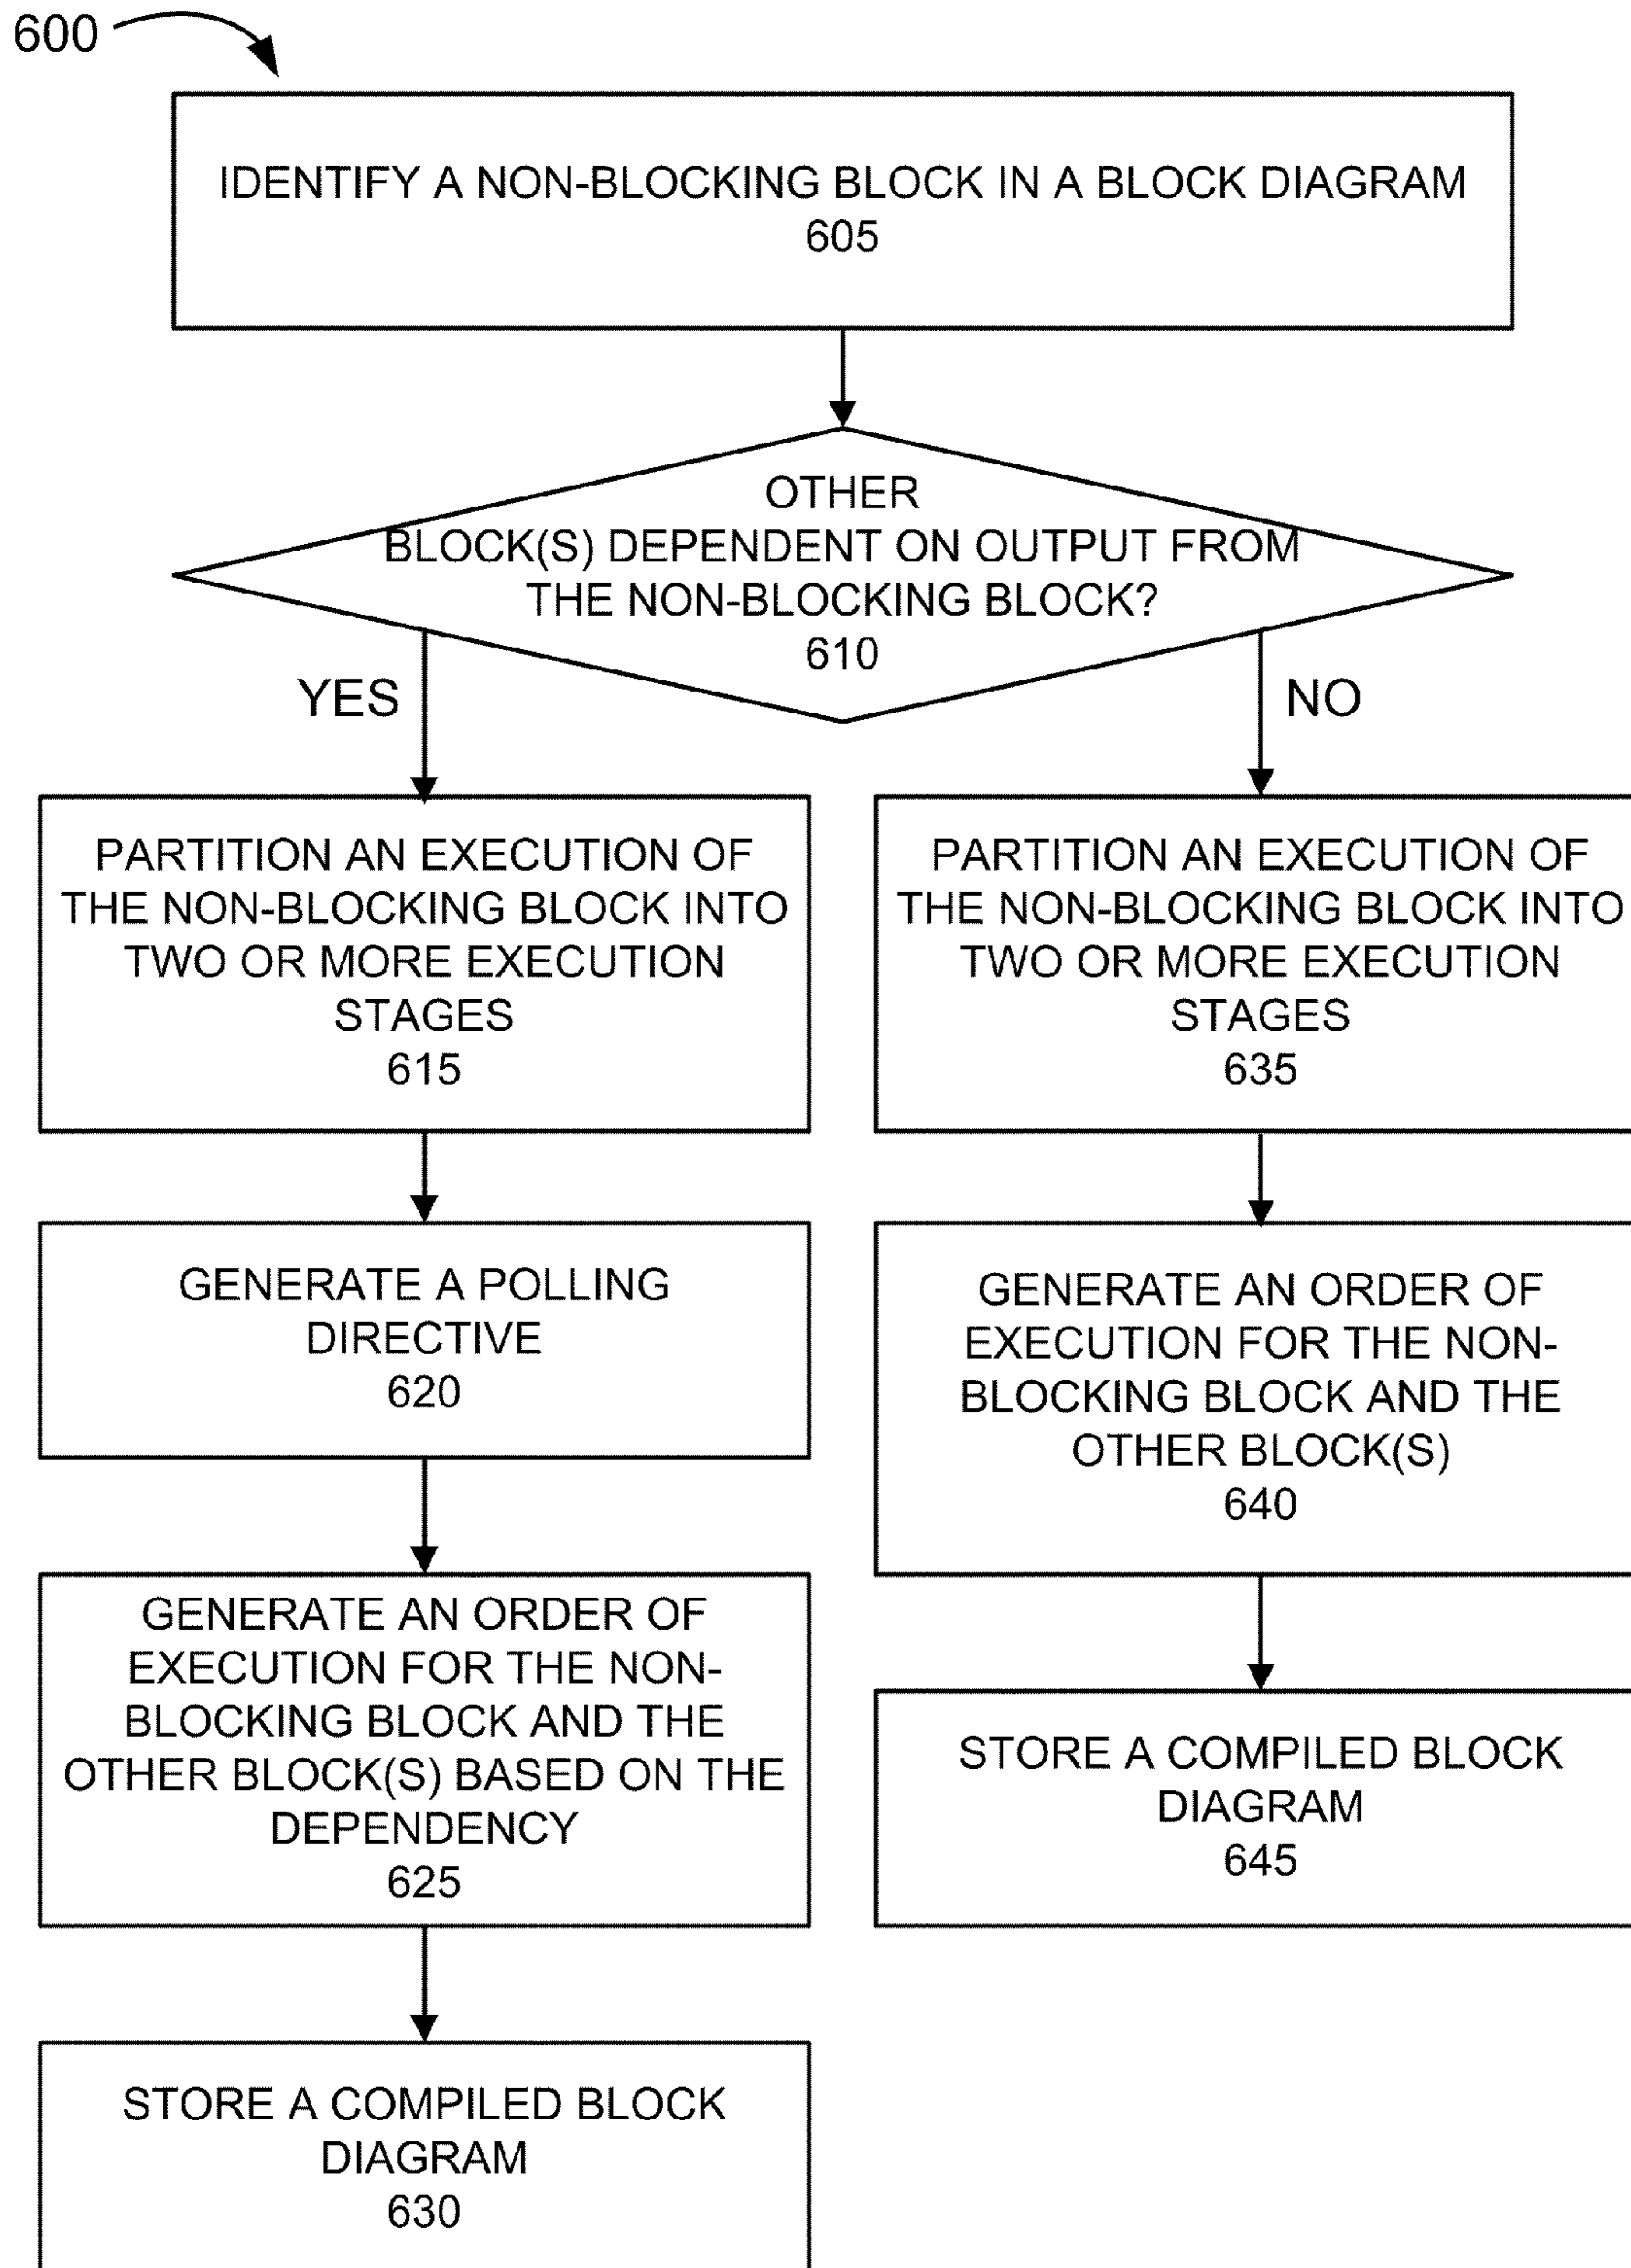 600
IDENTIFY A NON-BLOCKING BLOCK IN A BLOCK DIAGRAM
605
OTHER
BLOCK(S) DEPENDENT ON OUTPUT FROM
THE NON-BLOCKING BLOCK?
610
YES
NO
PARTITION AN EXECUTION OF
THE NON-BLOCKING BLOCK INTO
TWO OR MORE EXECUTION
STAGES
615
GENERATE A POLLING
DIRECTIVE
620
GENERATE AN ORDER OF
EXECUTION FOR THE NON-
BLOCKING BLOCK AND THE
OTHER BLOCK(S) BASED ON THE
DEPENDENCY
625
STORE A COMPILED BLOCK
DIAGRAM
630
PARTITION AN EXECUTION OF
THE NON-BLOCKING BLOCK INTO
TWO OR MORE EXECUTION
STAGES
635
GENERATE AN ORDER OF
EXECUTION FOR THE NON-
BLOCKING BLOCK AND THE
OTHER BLOCK(S)
640
STORE A COMPILED BLOCK
DIAGRAM
645